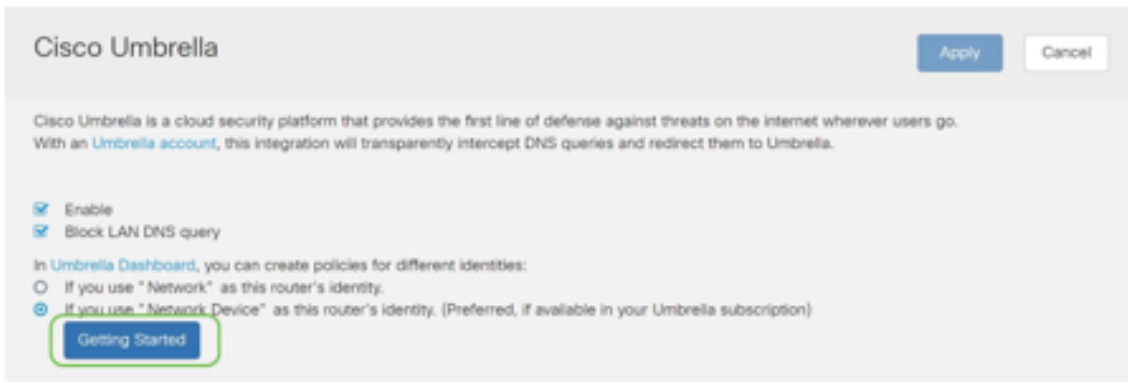 Cisco Umbrella
Apply
Cancel
Cisco Umbrella is a cloud security platform that provides the first line of defense against threats on the internet wherever users go.
With an Umbrella account, this integration will transparently intercept DNS queries and redirect them to Umbrella.
Enable
Block LAN DNS query
In Umbrella Dashboard, you can create policies for different identities:
If you use "Network" as this router's identity.
If you use "Network Device" as this router's identity. (Preferred, if available in your Umbrella subscription)
Getting Started